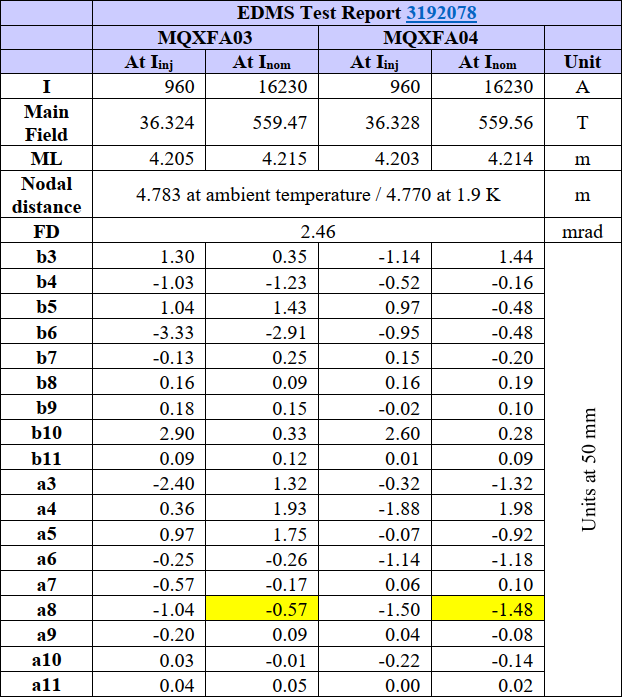 EDMS Test Report 3192078
MQXFA03 MQXFA04
At Iinj At Inom At Iinj At Inom Unit
I 960 16230 960 16230 A
Main Field 36.324 559.47 36.328 559.56 T
ML 4.205 4.215 4.203 4.214 m
Nodal distance 4.783 at ambient temperature / 4.770 at 1.9 K m
FD 2.46 mrad
b3 1.30 0.35 -1.14 1.44
b4 -1.03 -1.23 -0.52 -0.16
b5 1.04 1.43 0.97 -0.48
b6 -3.33 -2.91 -0.95 -0.48
b7 -0.13 0.25 0.15 -0.20
b8 0.16 0.09 0.16 0.19
b9 0.18 0.15 -0.02 0.10
b10 2.90 0.33 2.60 0.28
b11 0.09 0.12 0.01 0.09
a3 -2.40 1.32 -0.32 -1.32
a4 0.36 1.93 -1.88 1.98
a5 0.97 1.75 -0.07 -0.92
a6 -0.25 -0.26 -1.14 -1.18
a7 -0.57 -0.17 0.06 0.10
a8 -1.04 -0.57 -1.50 -1.48
a9 -0.20 0.09 0.04 -0.08
a10 0.03 -0.01 -0.22 -0.14
a11 0.04 0.05 0.00 0.02
Units at 50 mm